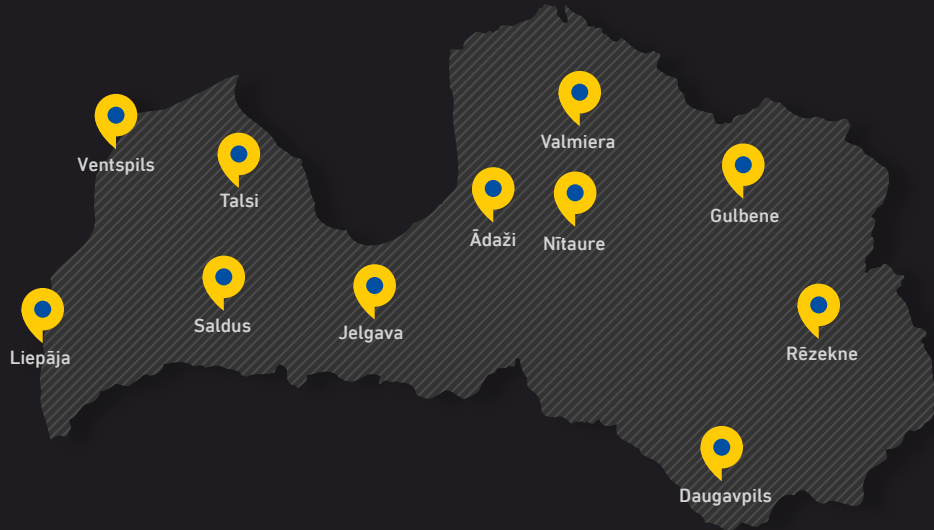 Valmiera
Ventspils
Talsi
Gulbene
Ādaži
Nītaure
Saldus
Jelgava
Rēzekne
Liepāja
Daugavpils